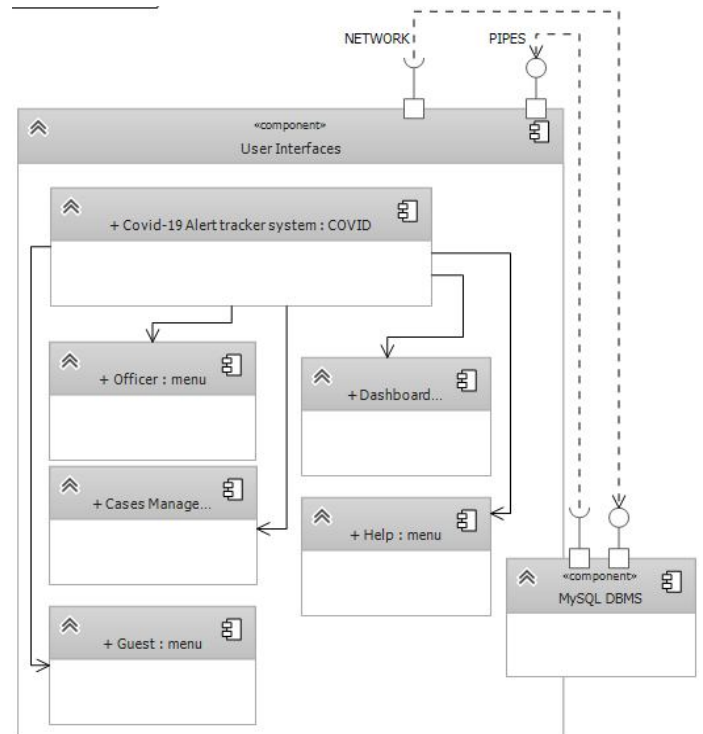 NETWORK
PIPES
«component»
User Interfaces
+ Covid-19 Alert tracker system : COVID
+ Officer : menu
+ Dashboard...
+ Cases Manage...
+ Help : menu
«component»
MySQL DBMS
+ Guest : menu